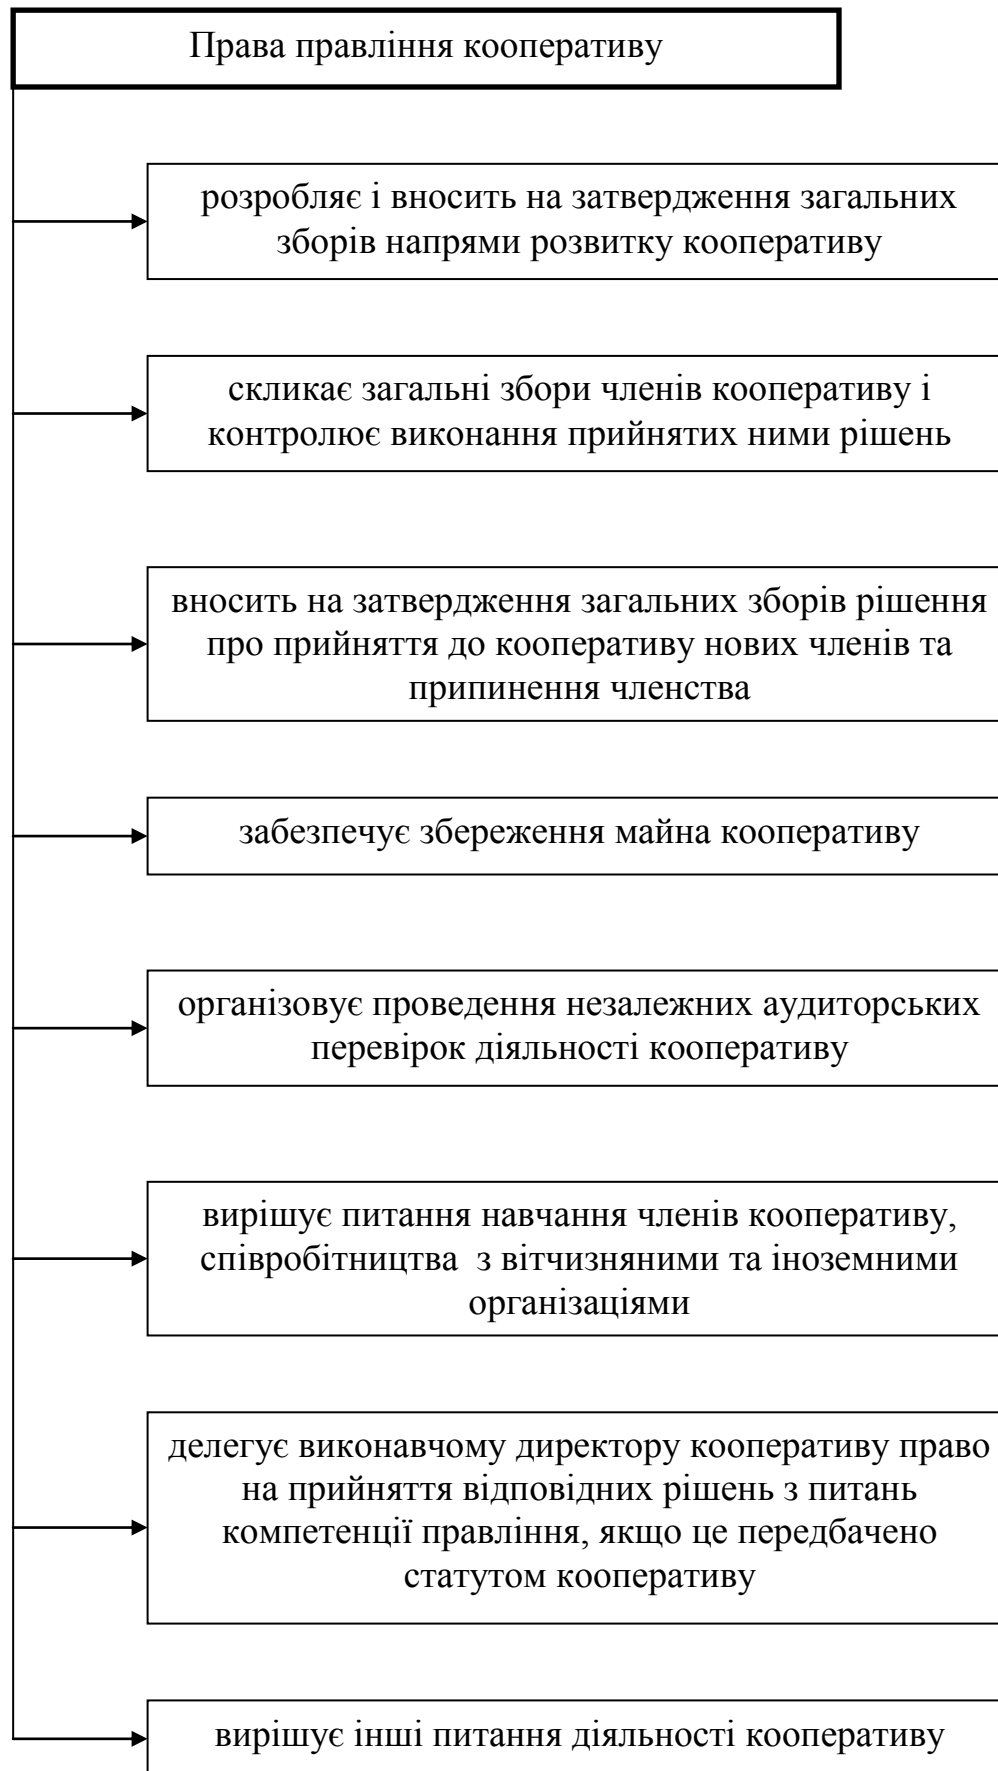 Права правління кооперативу
розробляє і вносить на затвердження загальних
зборів напрями розвитку кооперативу
скликає загальні збори членів кооперативу і
контролює виконання прийнятих ними рішень
вносить на затвердження загальних зборів рішення
про прийняття до кооперативу нових членів та
припинення членства
забезпечує збереження майна кооперативу
організовує проведення незалежних аудиторських
перевірок діяльності кооперативу
вирішує питання навчання членів кооперативу,
співробітництва  з вітчизняними та іноземними
організаціями
делегує виконавчому директору кооперативу право
на прийняття відповідних рішень з питань
компетенції правління, якщо це передбачено
статутом кооперативу
вирішує інші питання діяльності кооперативу